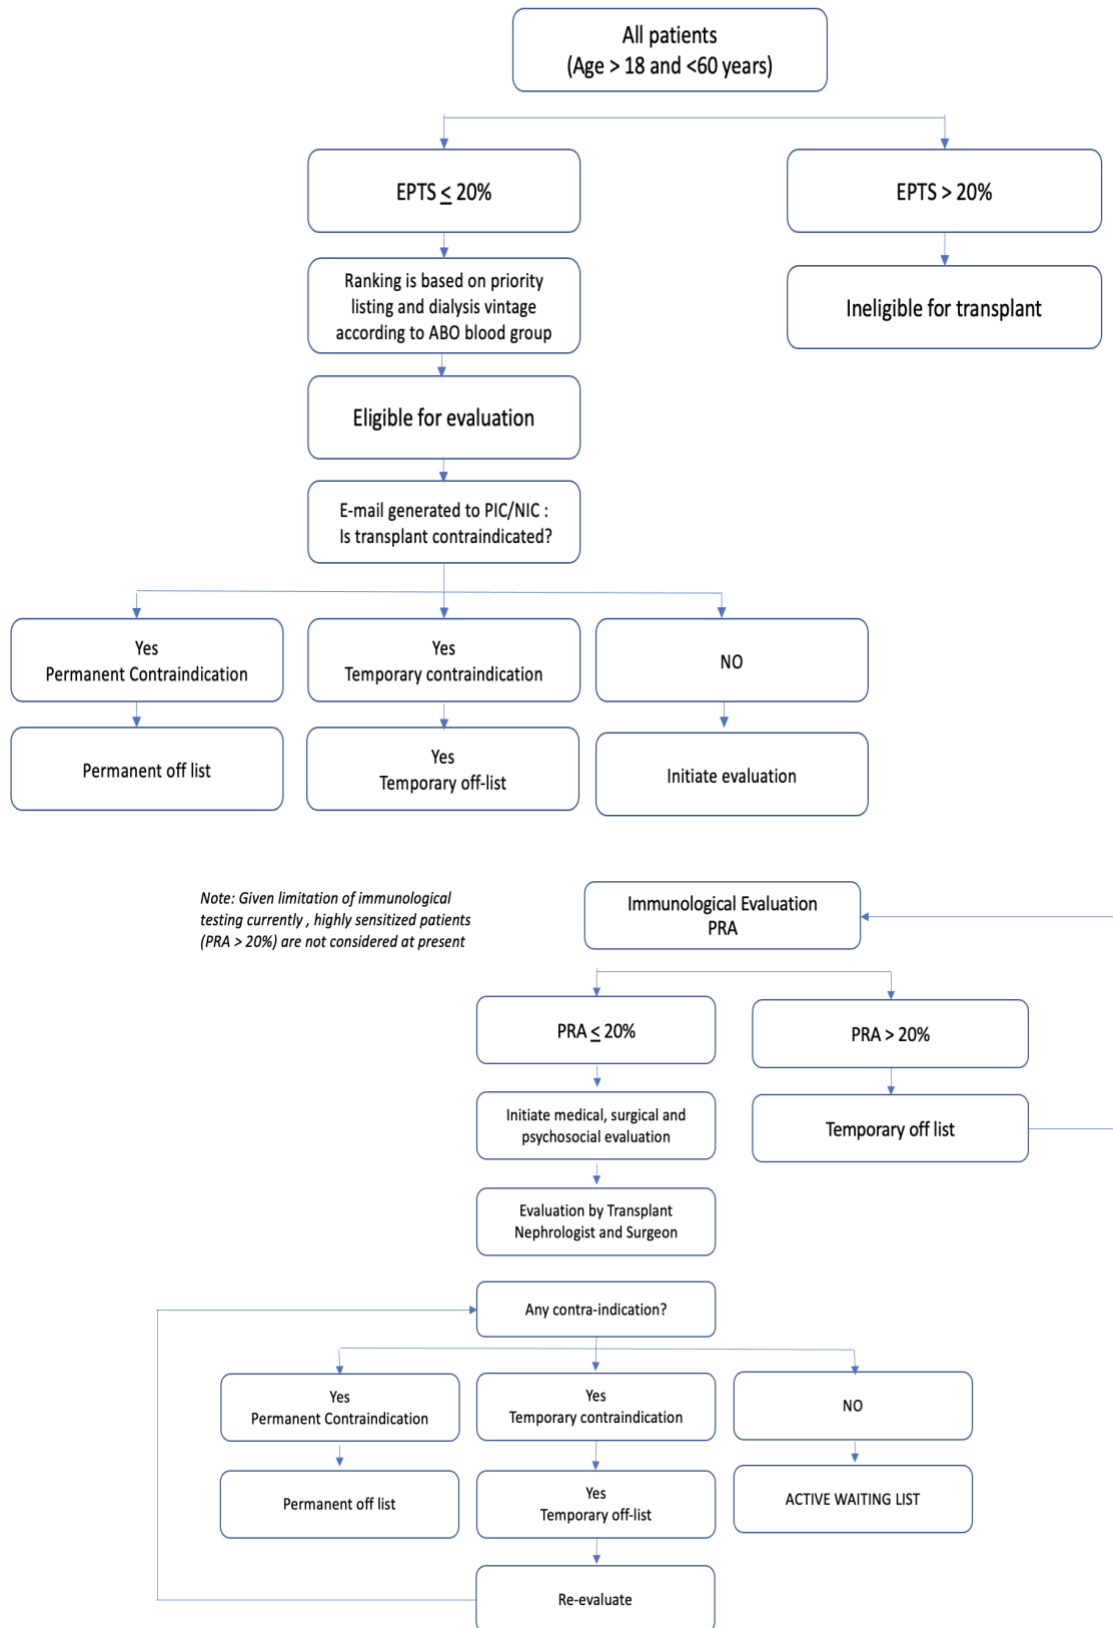 All patients
(Age > 18 and <60 years)
EPTS ≤ 20%
EPTS > 20%
Ranking is based on priority
listing and dialysis vintage
according to ABO blood group
Ineligible for transplant
Eligible for evaluation
E-mail generated to PIC/NIC :
Is transplant contraindicated?
Yes
Permanent Contraindication
Yes
Temporary contraindication
NO
Permanent off list
Yes
Temporary off-list
Initiate evaluation
Note: Given limitation of immunological
testing currently , highly sensitized patients
(PRA > 20%) are not considered at present
Immunological Evaluation
PRA
PRA ≤ 20%
PRA > 20%
Initiate medical, surgical and
psychosocial evaluation
Temporary off list
Evaluation by Transplant
Nephrologist and Surgeon
Any contra-indication?
Yes
Permanent Contraindication
Yes
Temporary contraindication
NO
Permanent off list
Yes
Temporary off-list
ACTIVE WAITING LIST
Re-evaluate